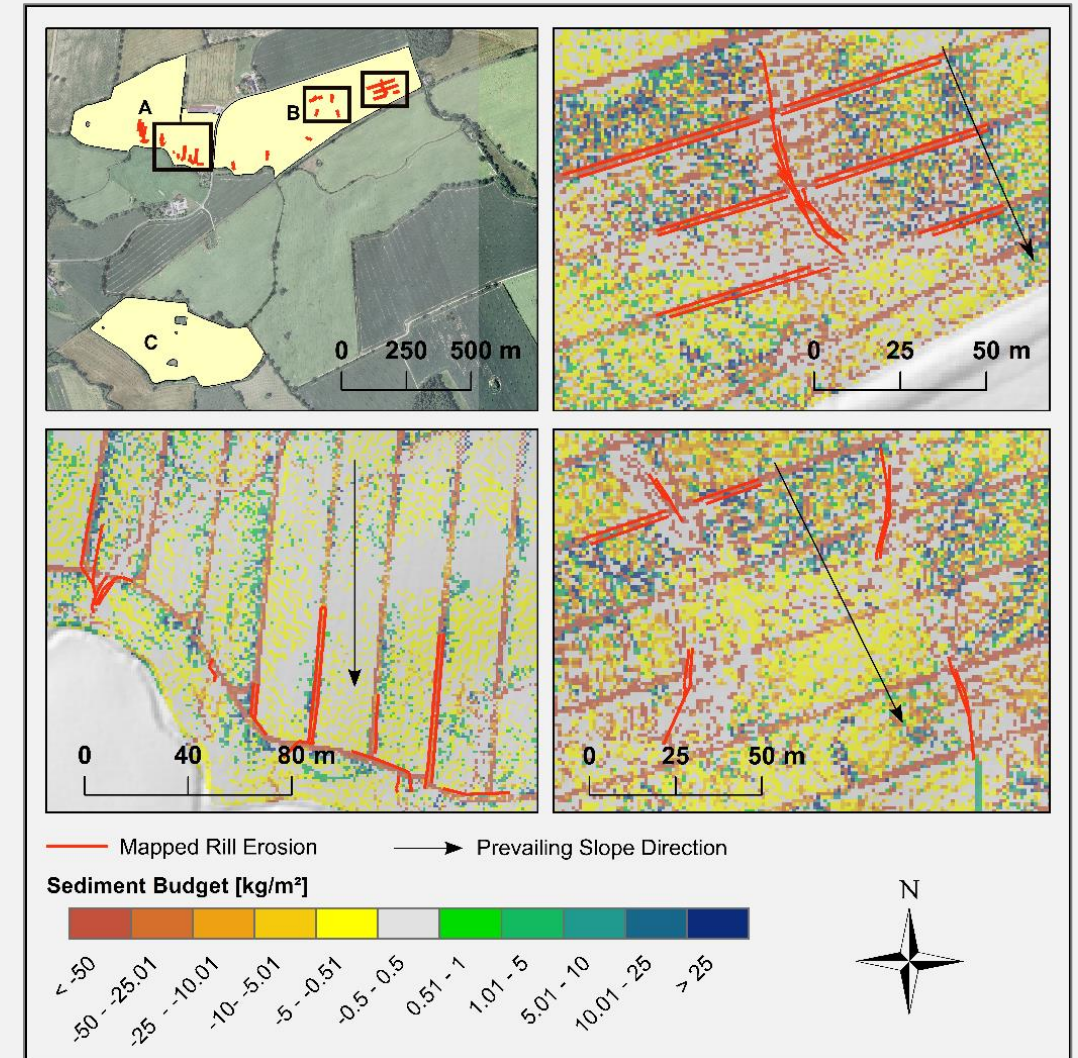 A
B
C
0 250 500 m
0 25 50 m
0 40 80 m
0 25 50 m
Mapped Rill Erosion
Prevailing Slope Direction
Sediment Budget [kg/m²]
N
< -50
-50 - -25.01
-25 - -10.01
-10- -5.01
-5 - -0.51
-0.5 - 0.5
0.51 - 1
1.01 - 5
5.01 - 10
10.01 - 25
> 25